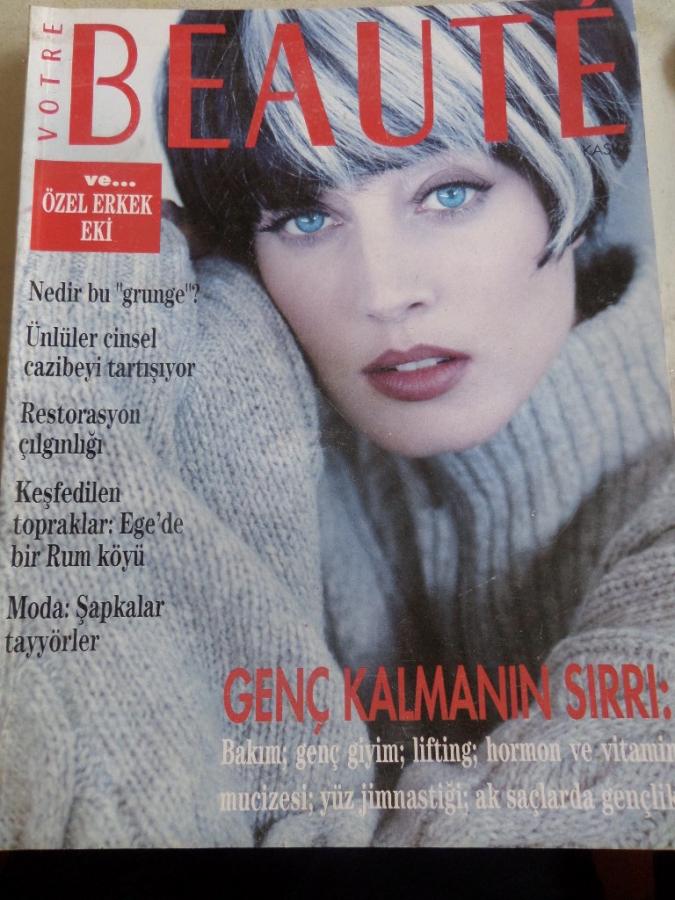 VOTRE
BEAUTÉ
ve...
ÖZEL ERKEK
EKİ
Nedir bu "grunge"?
Ünlüler cinsel
cazibeyi tartışıyor
Restorasyon
çılgınlığı
Keşfedilen
topraklar: Ege'de
bir Rum köyü
Moda: Şapkalar
tayyörler
GENÇ KALMANIN SIRRI:
Bakım; genç giyim; lifting; hormon ve vitamin
mucizesi; yüz jimnastiği; ak saçlarda gençlik